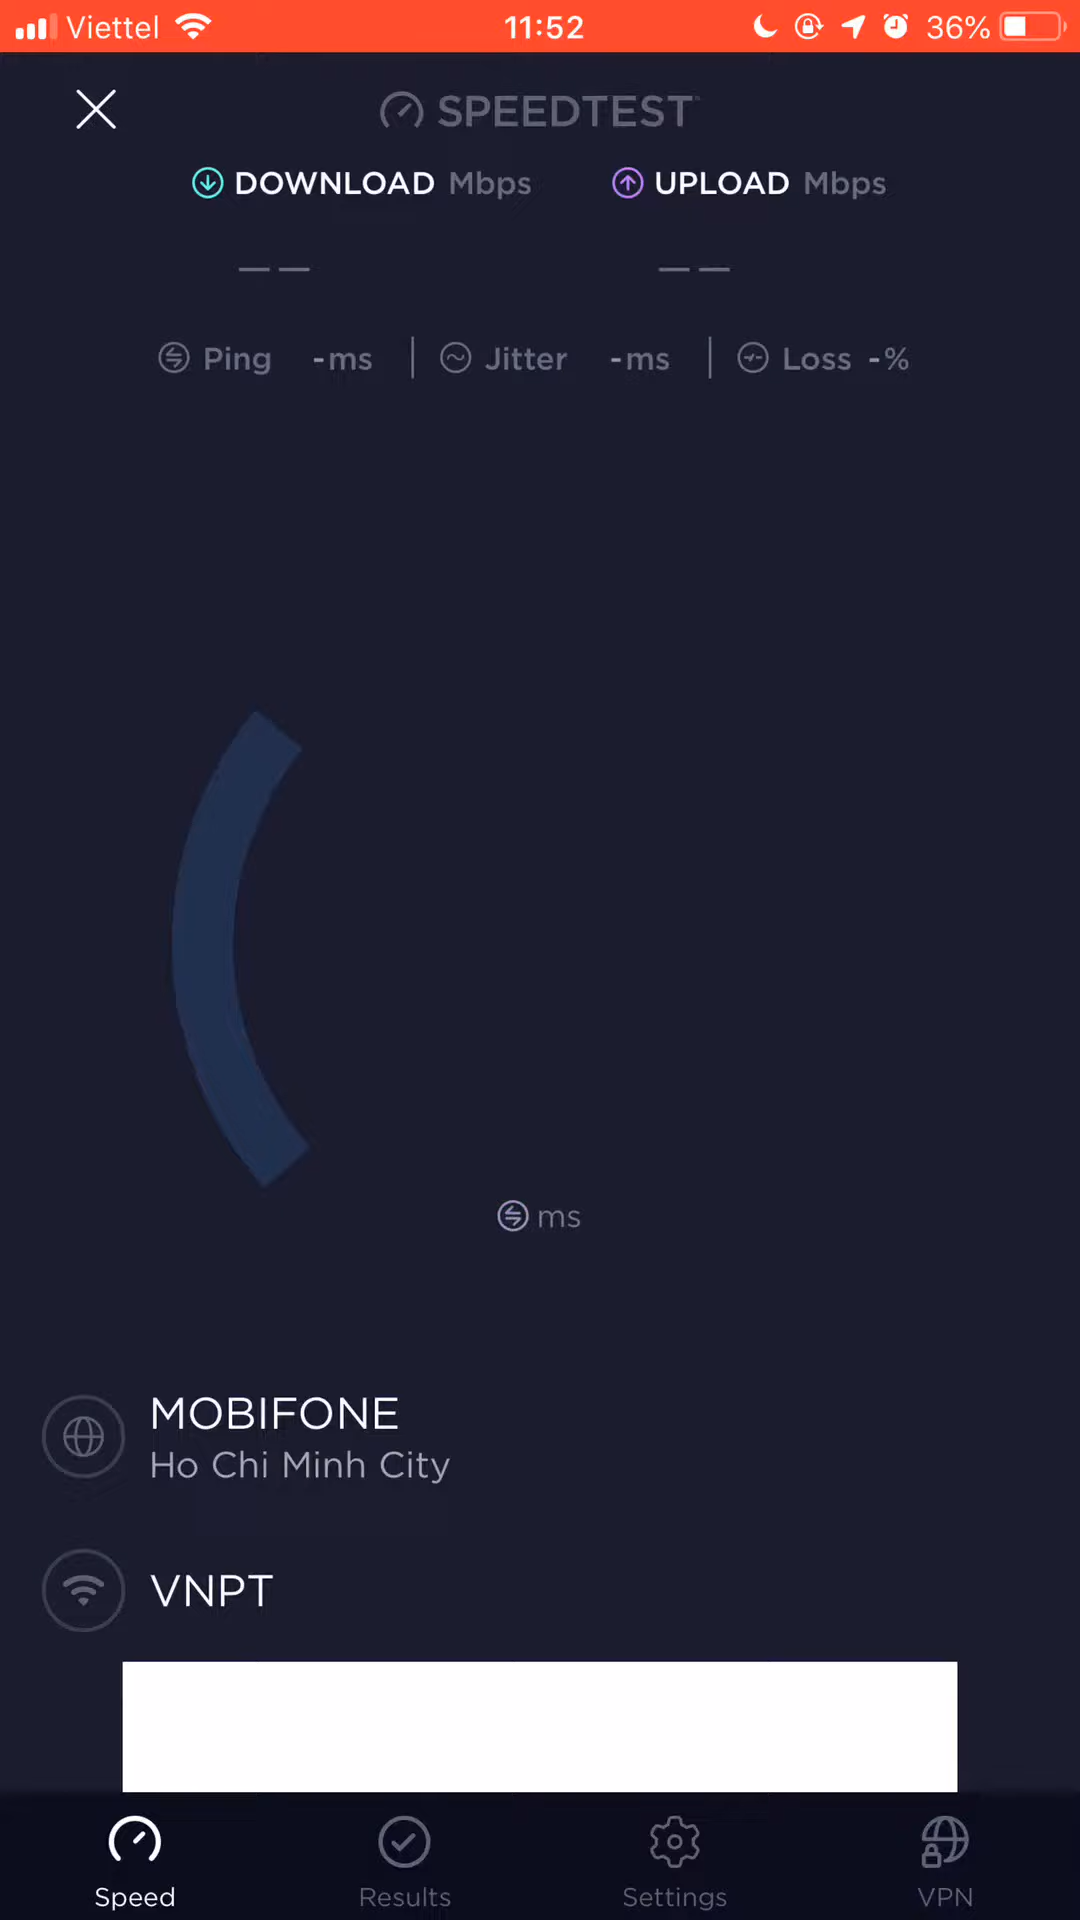 Viettel 11:52 36%
SPEEDTEST
DOWNLOAD Mbps UPLOAD Mbps
— — — —
Ping -ms | Jitter -ms | Loss -%
ms
MOBIFONE
Ho Chi Minh City
VNPT
Speed Results Settings VPN